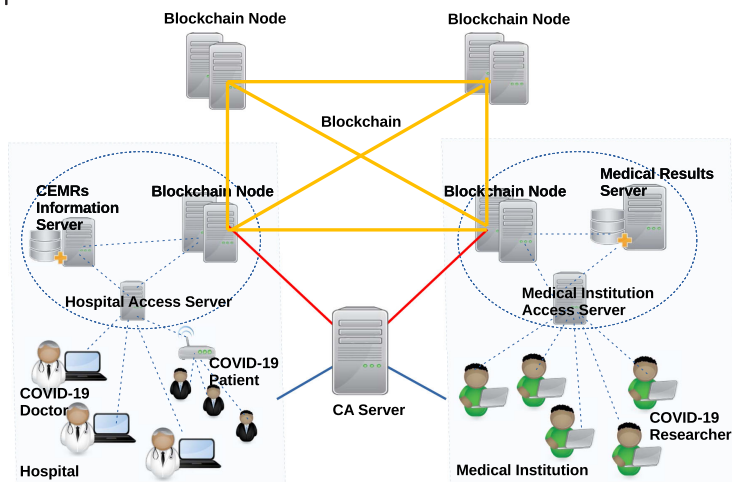 Blockchain Node
Blockchain Node
Blockchain
CEMRs
Information
Server
Blockchain Node
Blockchain Node
Medical Results
Server
Hospital Access Server
Medical Institution
Access Server
COVID-19
Patient
COVID-19
Doctor
CA Server
COVID-19
Researcher
Hospital
Medical Institution